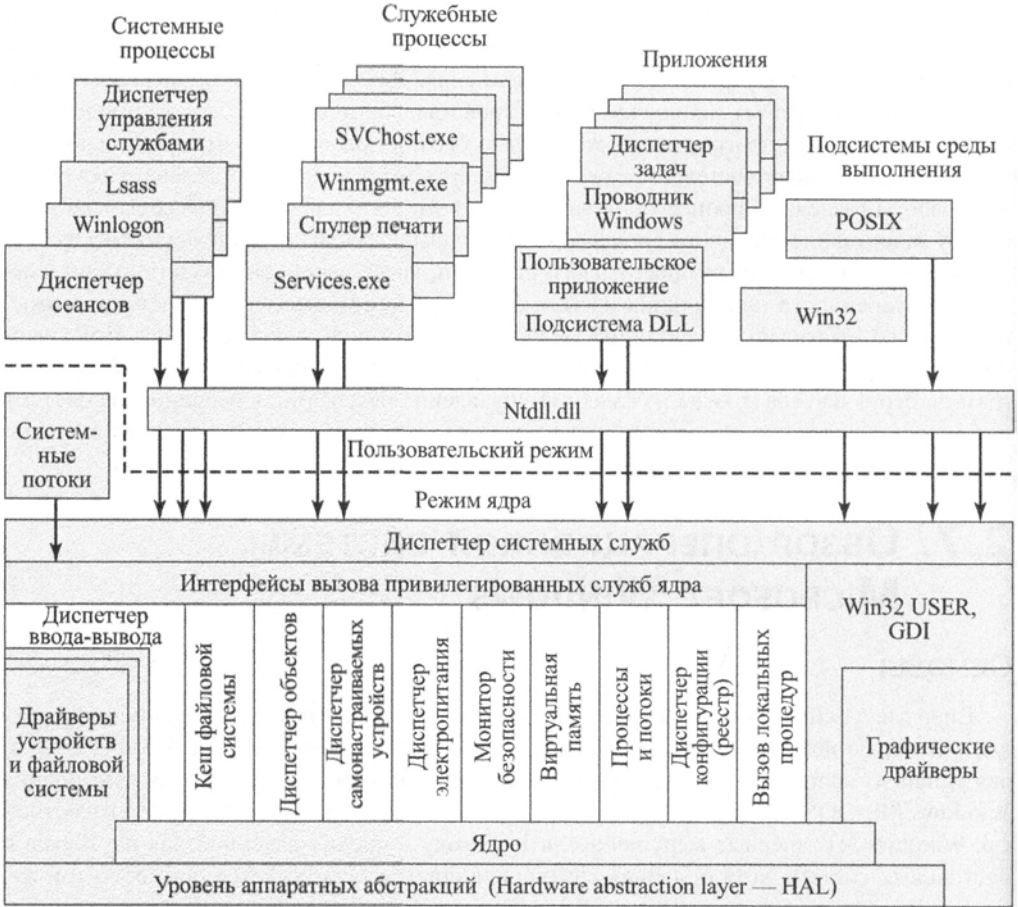 Системные
процессы
Служебные
процессы
Приложения
Подсистемы среды
выполнения
Диспетчер
управления
службами
Lsass
Winlogon
Диспетчер
сеансов
SVChost.exe
Winmgmt.exe
Спулер печати
Services.exe
Диспетчер
задач
Проводник
Windows
Пользовательское
приложение
Подсистема DLL
POSIX
Win32
Систем-
ные
потоки
Ntdll.dll
Пользовательский режим
Режим ядра
Диспетчер системных служб
Интерфейсы вызова привилегированных служб ядра
Диспетчер
ввода-вывода
Драйверы
устройств
и файловой
системы
Кеш файловой
системы
Диспетчер объектов
Диспетчер
самонастраиваемых
устройств
Диспетчер
электропитания
Монитор
безопасности
Виртуальная
память
Процессы
и потоки
Диспетчер
конфигурации
(реестр)
Вызов локальных
процедур
Win32 USER,
GDI
Графические
драйверы
Ядро
Уровень аппаратных абстракций (Hardware abstraction layer — HAL)